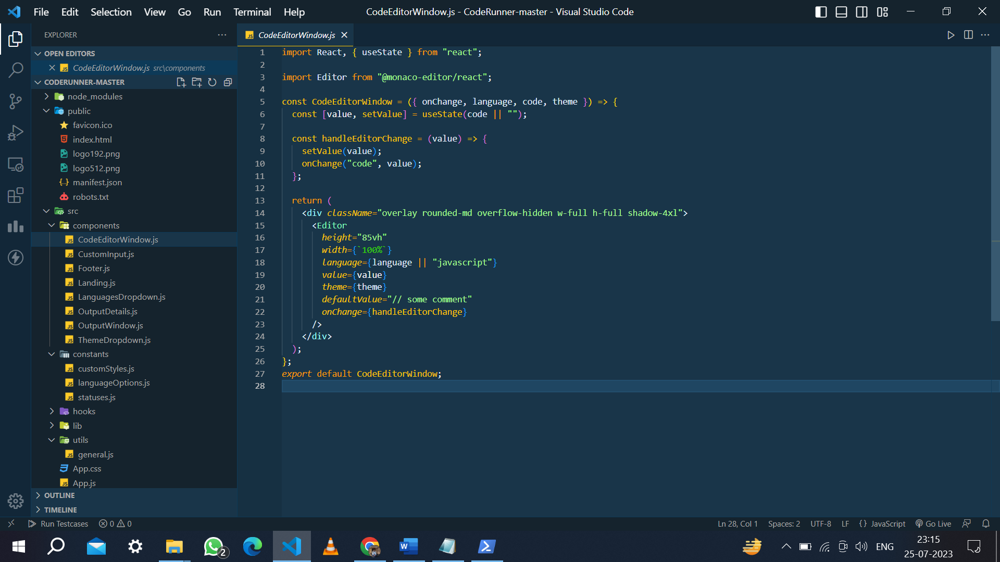 File Edit Selection View Go Run Terminal Help
CodeEditorWindow.js - CodeRunner-master - Visual Studio Code
EXPLORER
OPEN EDITORS
CodeEditorWindow.js src\components
CODERUNNER-MASTER
node_modules
public
favicon.ico
index.html
logo192.png
logo512.png
manifest.json
robots.txt
src
components
CodeEditorWindow.js
CustomInput.js
Footer.js
Landing.js
LanguagesDropdown.js
OutputDetails.js
OutputWindow.js
ThemeDropdown.js
constants
customStyles.js
languageOptions.js
statuses.js
hooks
lib
utils
general.js
App.css
App.js
OUTLINE
TIMELINE
CodeEditorWindow.js
1 import React, { useState } from "react";
2
3 import Editor from "@monaco-editor/react";
4
5 const CodeEditorWindow = ({ onChange, language, code, theme }) => {
6   const [value, setValue] = useState(code || "");
7
8   const handleEditorChange = (value) => {
9     setValue(value);
10     onChange("code", value);
11   };
12
13   return (
14     <div className="overlay rounded-md overflow-hidden w-full h-full shadow-4xl">
15       <Editor
16         height="85vh"
17         width={`100%`}
18         language={language || "javascript"}
19         value={value}
20         theme={theme}
21         defaultValue="// some comment"
22         onChange={handleEditorChange}
23       />
24     </div>
25   );
26 };
27 export default CodeEditorWindow;
28
Run Testcases 0 0
Ln 28, Col 1 Spaces: 2 UTF-8 LF {} JavaScript Go Live
2
ENG
23:15
25-07-2023